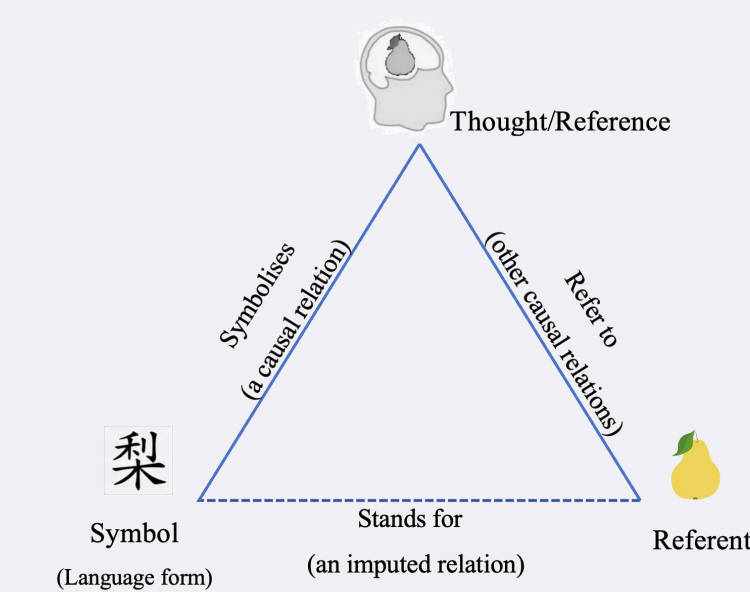 Thought/Reference
Symbolises
(a causal relation)
(other causal relations)
Refer to
梨
Symbol
(Language form)
Stands for
(an imputed relation)
Referent